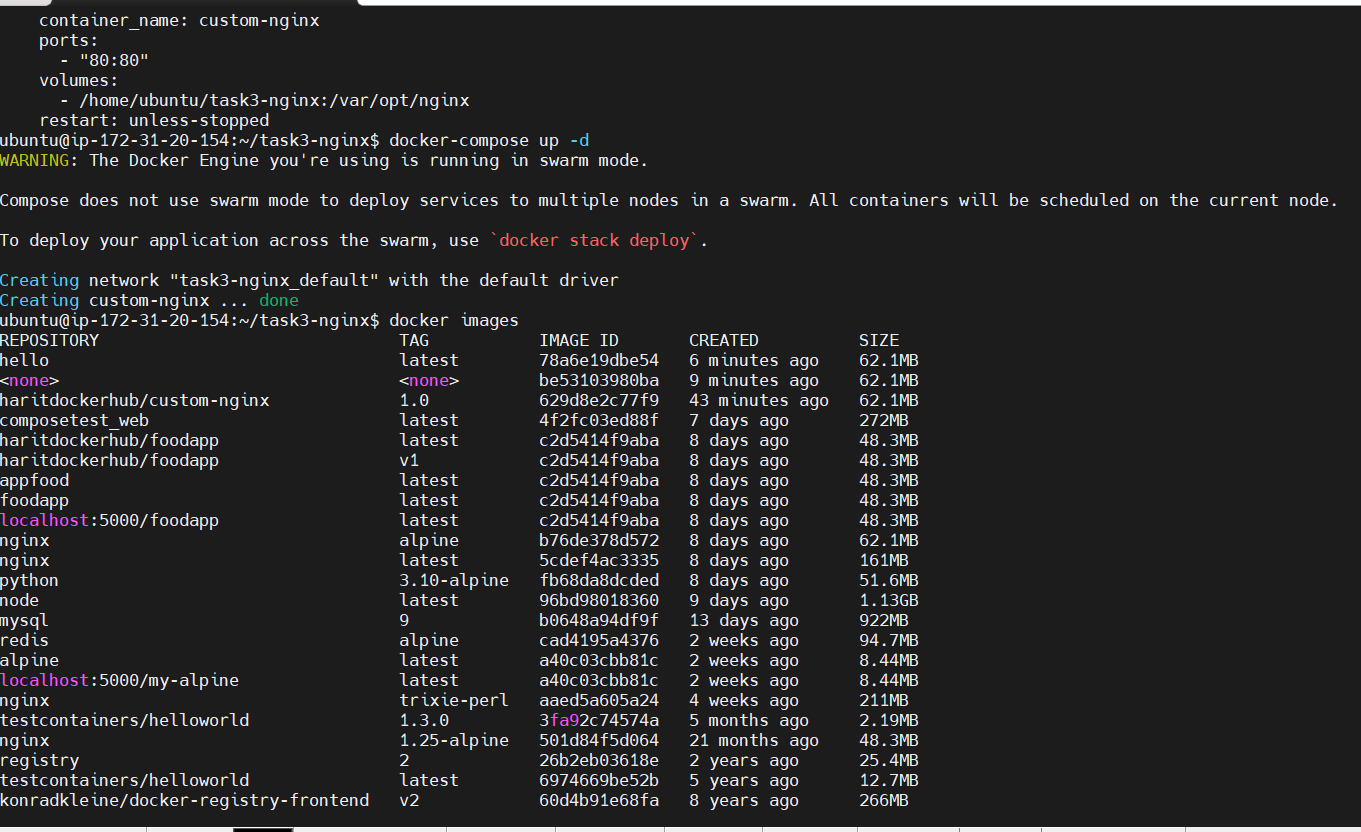 container_name: custom-nginx
ports:
- "80:80"
volumes:
- /home/ubuntu/task3-nginx:/var/opt/nginx
restart: unless-stopped
ubuntu@ip-172-31-20-154:~/task3-nginx$ docker-compose up -d
WARNING: The Docker Engine you're using is running in swarm mode.
Compose does not use swarm mode to deploy services to multiple nodes in a swarm. All containers will be scheduled on the current node.
To deploy your application across the swarm, use `docker stack deploy`.
Creating network "task3-nginx_default" with the default driver
Creating custom-nginx ... done
ubuntu@ip-172-31-20-154:~/task3-nginx$ docker images
REPOSITORY TAG IMAGE ID CREATED SIZE
hello latest 78a6e19dbe54 6 minutes ago 62.1MB
<none> <none> be53103980ba 9 minutes ago 62.1MB
haritdockerhub/custom-nginx 1.0 629d8e2c77f9 43 minutes ago 62.1MB
composetest_web latest 4f2fc03ed88f 7 days ago 272MB
haritdockerhub/foodapp latest c2d5414f9aba 8 days ago 48.3MB
haritdockerhub/foodapp v1 c2d5414f9aba 8 days ago 48.3MB
appfood latest c2d5414f9aba 8 days ago 48.3MB
foodapp latest c2d5414f9aba 8 days ago 48.3MB
localhost:5000/foodapp latest c2d5414f9aba 8 days ago 48.3MB
nginx alpine b76de378d572 8 days ago 62.1MB
nginx latest 5cdef4ac3335 8 days ago 161MB
python 3.10-alpine fb68da8dcded 8 days ago 51.6MB
node latest 96bd98018360 9 days ago 1.13GB
mysql 9 b0648a94df9f 13 days ago 922MB
redis alpine cad4195a4376 2 weeks ago 94.7MB
alpine latest a40c03cbb81c 2 weeks ago 8.44MB
localhost:5000/my-alpine latest a40c03cbb81c 2 weeks ago 8.44MB
nginx trixie-perl aaed5a605a24 4 weeks ago 211MB
testcontainers/helloworld 1.3.0 3fa92c74574a 5 months ago 2.19MB
nginx 1.25-alpine 501d84f5d064 21 months ago 48.3MB
registry 2 26b2eb03618e 2 years ago 25.4MB
testcontainers/helloworld latest 6974669be52b 5 years ago 12.7MB
konradkleine/docker-registry-frontend v2 60d4b91e68fa 8 years ago 266MB